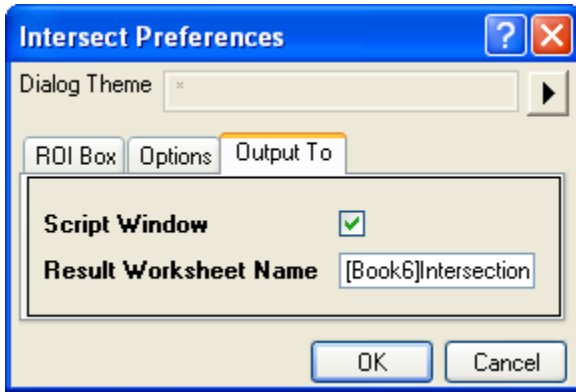 Intersect Preferences
Dialog Theme *
ROI Box Options Output To
Script Window
Result Worksheet Name [Book6]Intersection
OK Cancel